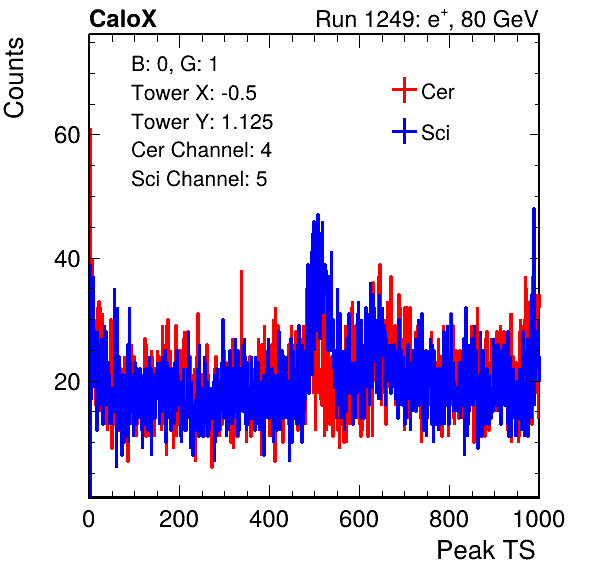 CaloX Run 1249: e⁺, 80 GeV
Counts
B: 0, G: 1
Tower X: -0.5
Tower Y: 1.125
Cer Channel: 4
Sci Channel: 5
Cer
Sci
60
40
20
0 200 400 600 800 1000
Peak TS